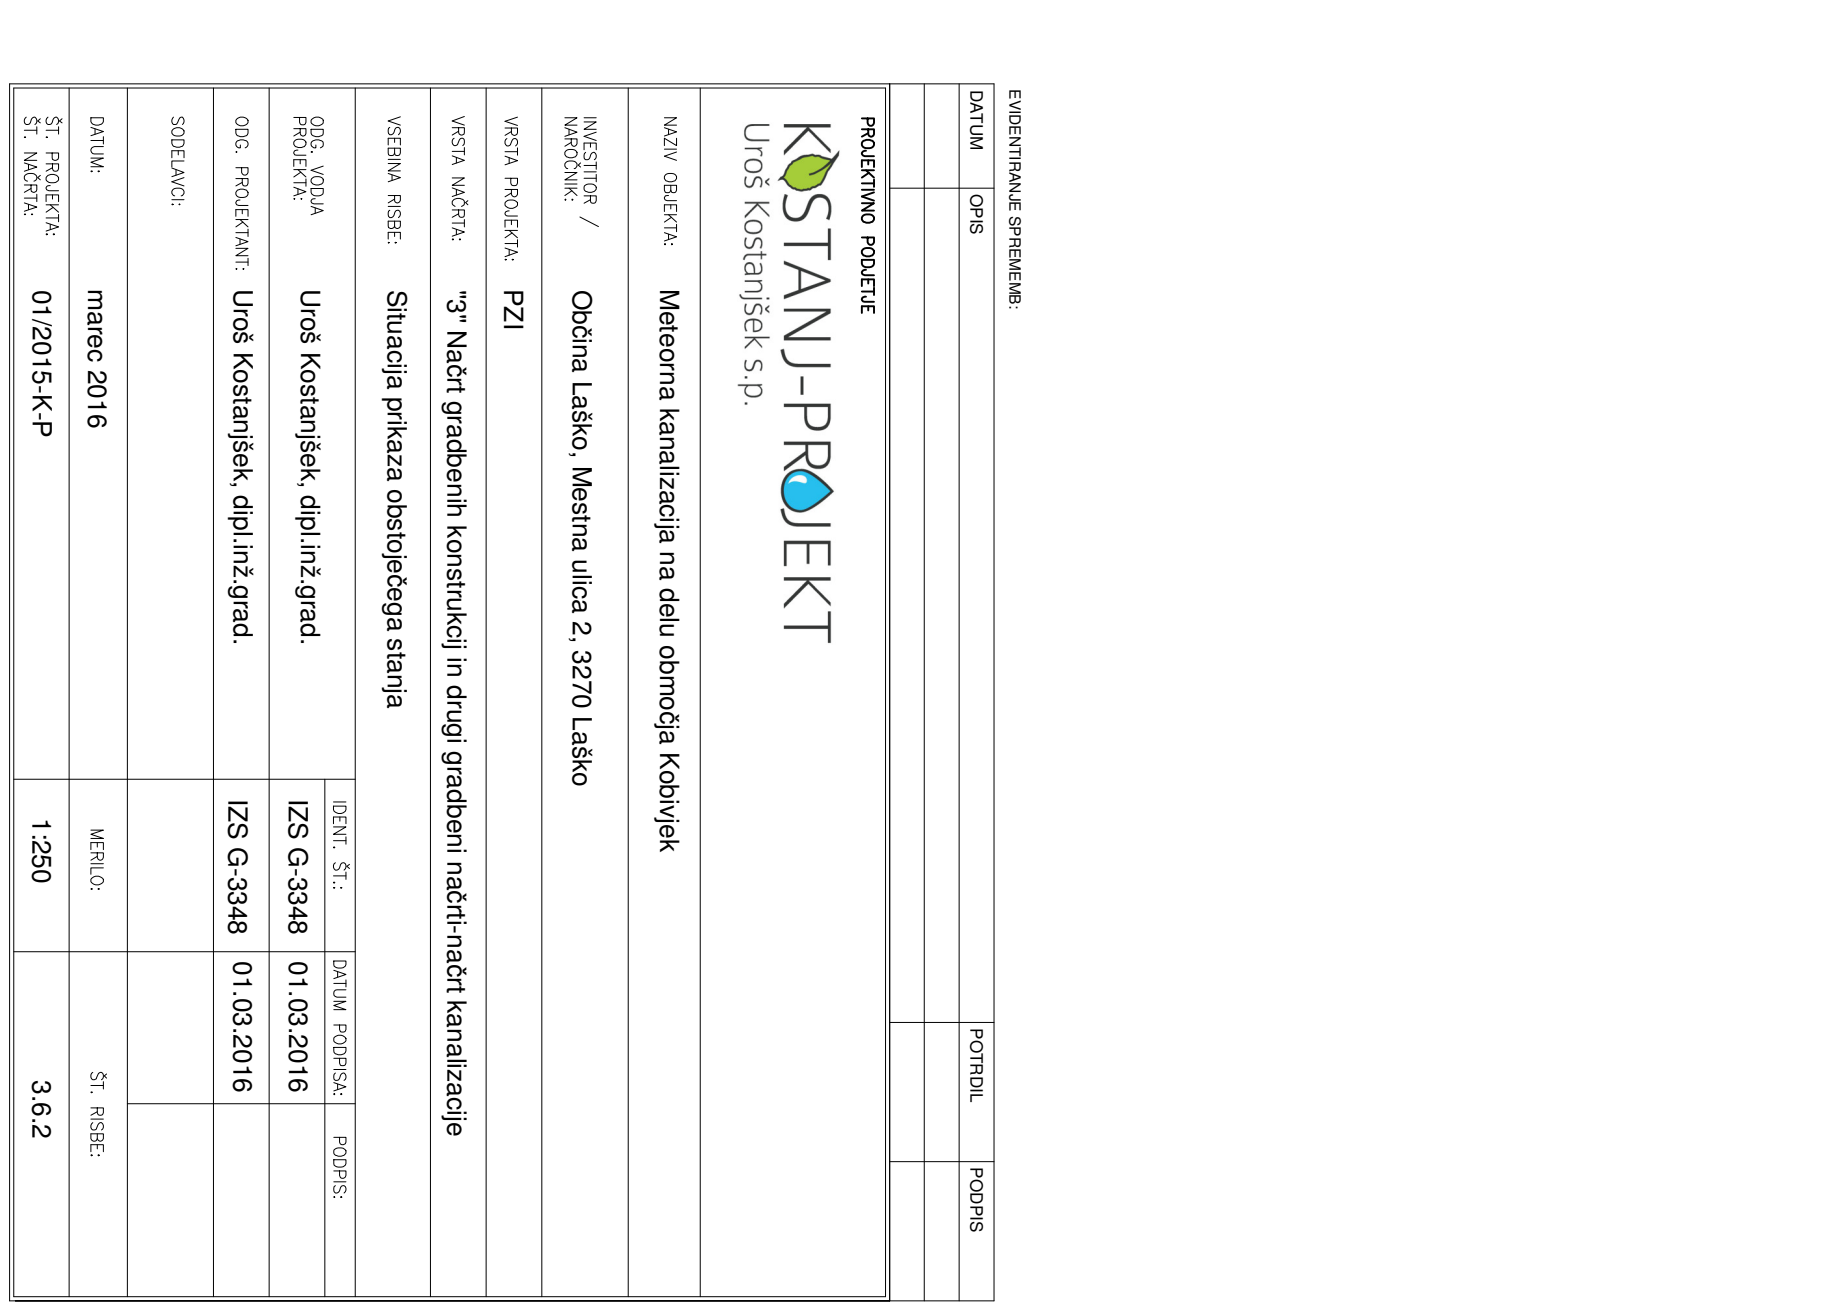 EVIDENTIRANJE SPREMEMB:
DATUM OPIS POTRDIL PODPIS
PROJEKTIVNO PODJETJE
KOSTANJ-PROJEKT
Uroš Kostanjšek s.p.
NAZIV OBJEKTA: Meteorna kanalizacija na delu območja Kobivjek
INVESTITOR /
NAROČNIK: Občina Laško, Mestna ulica 2, 3270 Laško
VRSTA PROJEKTA: PZI
VRSTA NAČRTA: "3" Načrt gradbenih konstrukcij in drugi gradbeni načrti-načrt kanalizacije
VSEBINA RISBE: Situacija prikaza obstoječega stanja
IDENT. ŠT.: DATUM PODPISA: PODPIS:
ODG. VODJA
PROJEKTA: Uroš Kostanjšek, dipl.inž.grad. IZS G-3348 01.03.2016
ODG. PROJEKTANT: Uroš Kostanjšek, dipl.inž.grad. IZS G-3348 01.03.2016
SODELAVCI:
DATUM: marec 2016 MERILO: ŠT. RISBE:
ŠT. PROJEKTA:
ŠT. NAČRTA: 01/2015-K-P 1:250 3.6.2